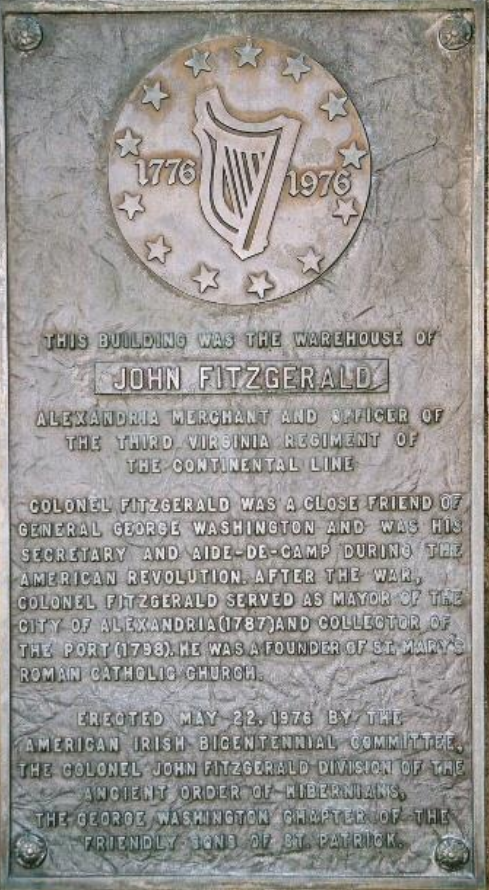 1776 1976
THIS BUILDING WAS THE WAREHOUSE OF
JOHN FITZGERALD
ALEXANDRIA MERCHANT AND OFFICER OF
THE THIRD VIRGINIA REGIMENT OF
THE CONTINENTAL LINE
COLONEL FITZGERALD WAS A CLOSE FRIEND OF
GENERAL GEORGE WASHINGTON AND WAS HIS
SECRETARY AND AIDE-DE-CAMP DURING THE
AMERICAN REVOLUTION. AFTER THE WAR,
COLONEL FITZGERALD SERVED AS MAYOR OF THE
CITY OF ALEXANDRIA(1787)AND COLLECTOR OF
THE PORT(1798). HE WAS A FOUNDER OF ST. MARY'S
ROMAN CATHOLIC CHURCH.
ERECTED MAY 22, 1976 BY THE
AMERICAN IRISH BICENTENNIAL COMMITTEE,
THE COLONEL JOHN FITZGERALD DIVISION OF THE
ANCIENT ORDER OF HIBERNIANS,
THE GEORGE WASHINGTON CHAPTER OF THE
FRIENDLY SONS OF ST. PATRICK.